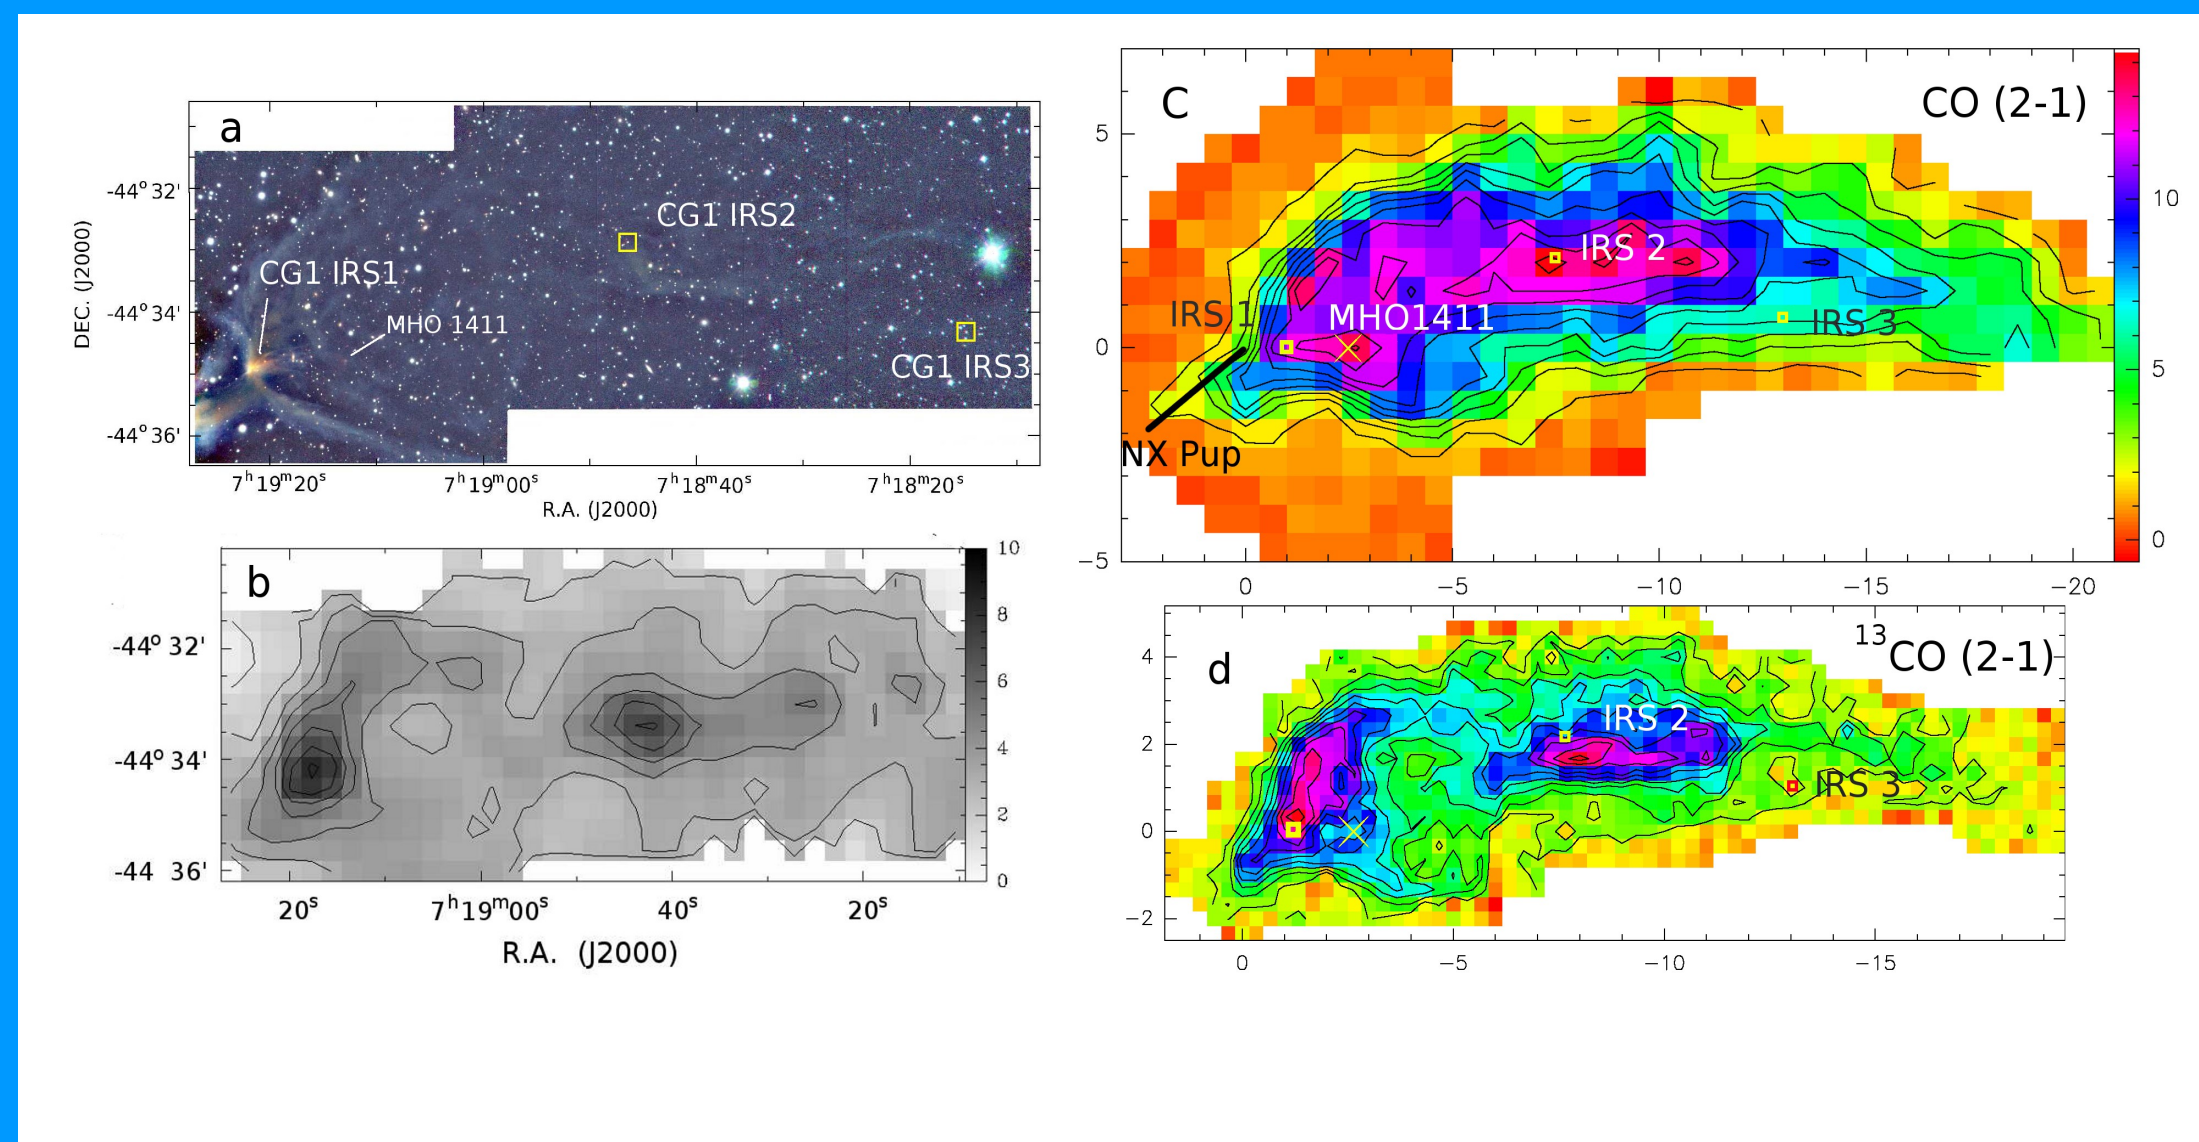 a
CG1 IRS2
CG1 IRS1
MHO 1411
CG1 IRS3
-44° 32'
-44° 34'
-44° 36'
DEC. (J2000)
7ʰ19ᵐ20ˢ 7ʰ19ᵐ00ˢ 7ʰ18ᵐ40ˢ 7ʰ18ᵐ20ˢ
R.A. (J2000)
b
10
8
6
4
2
0
-44° 32'
-44° 34'
-44 36'
20ˢ 7ʰ19ᵐ00ˢ 40ˢ 20ˢ
R.A. (J2000)
C
CO (2-1)
IRS 2
IRS 1
MHO1411
IRS 3
NX Pup
5
0
−5
0 −5 −10 −15 −20
10
5
0
d
¹³CO (2-1)
IRS 2
IRS 3
4
2
0
−2
0 −5 −10 −15